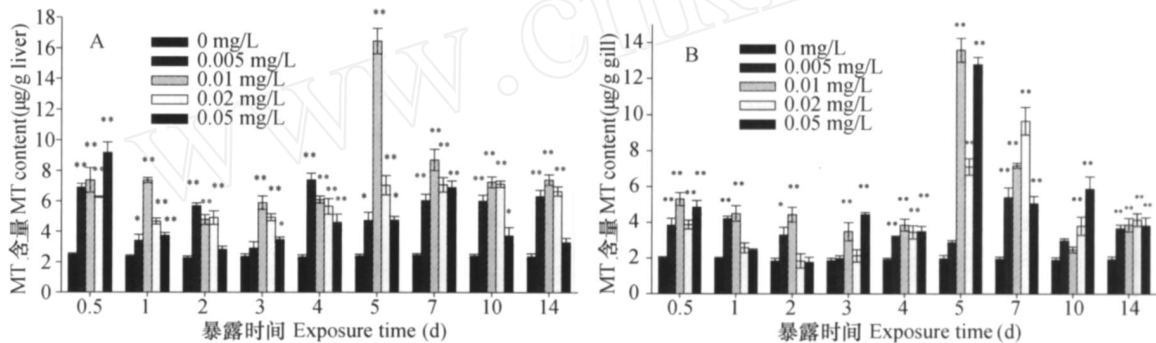 MT 含量 MT content(μg/g liver)
18
16
14
12
10
8
6
4
2
0
A
0 mg/L
0.005 mg/L
0.01 mg/L
0.02 mg/L
0.05 mg/L
0.5 1 2 3 4 5 7 10 14
暴露时间 Exposure time (d)
MT 含量 MT content(μg/g gill)
14
12
10
8
6
4
2
0
B
0 mg/L
0.005 mg/L
0.01 mg/L
0.02 mg/L
0.05 mg/L
0.5 1 2 3 4 5 7 10 14
暴露时间 Exposure time (d)